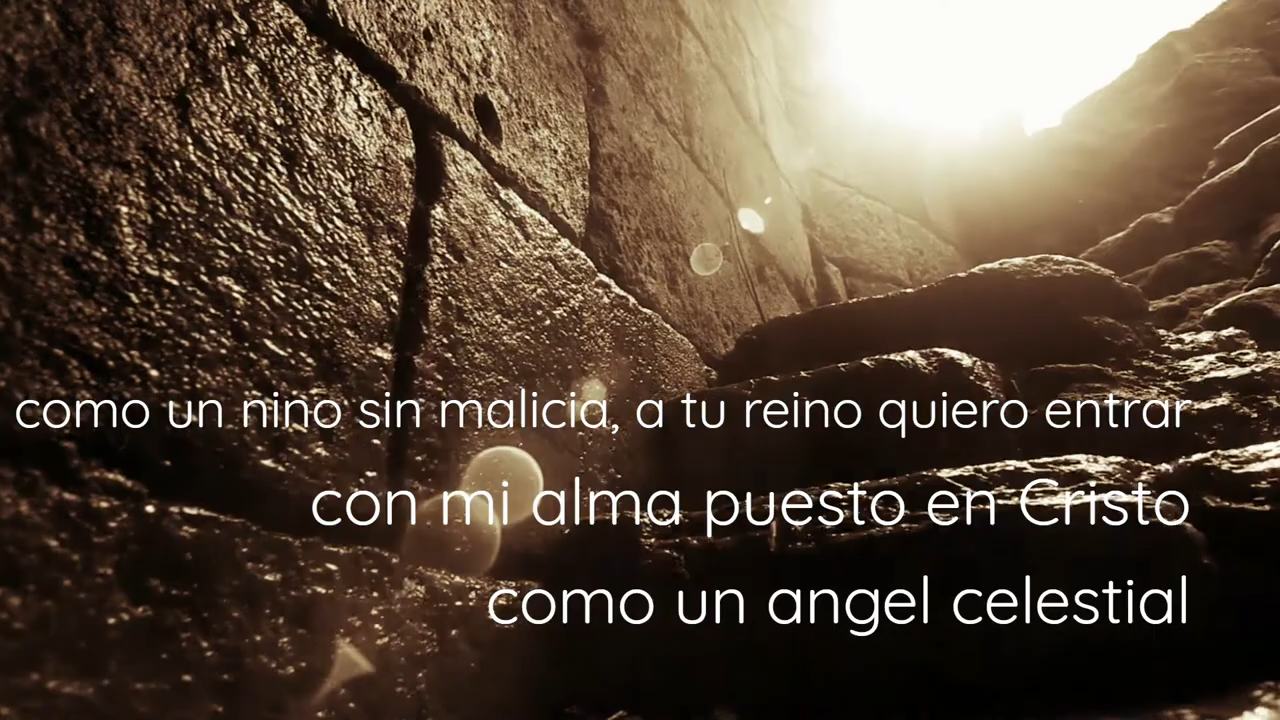 como un nino sin malicia, a tu reino quiero entrar
con mi alma puesto en Cristo
como un angel celestial